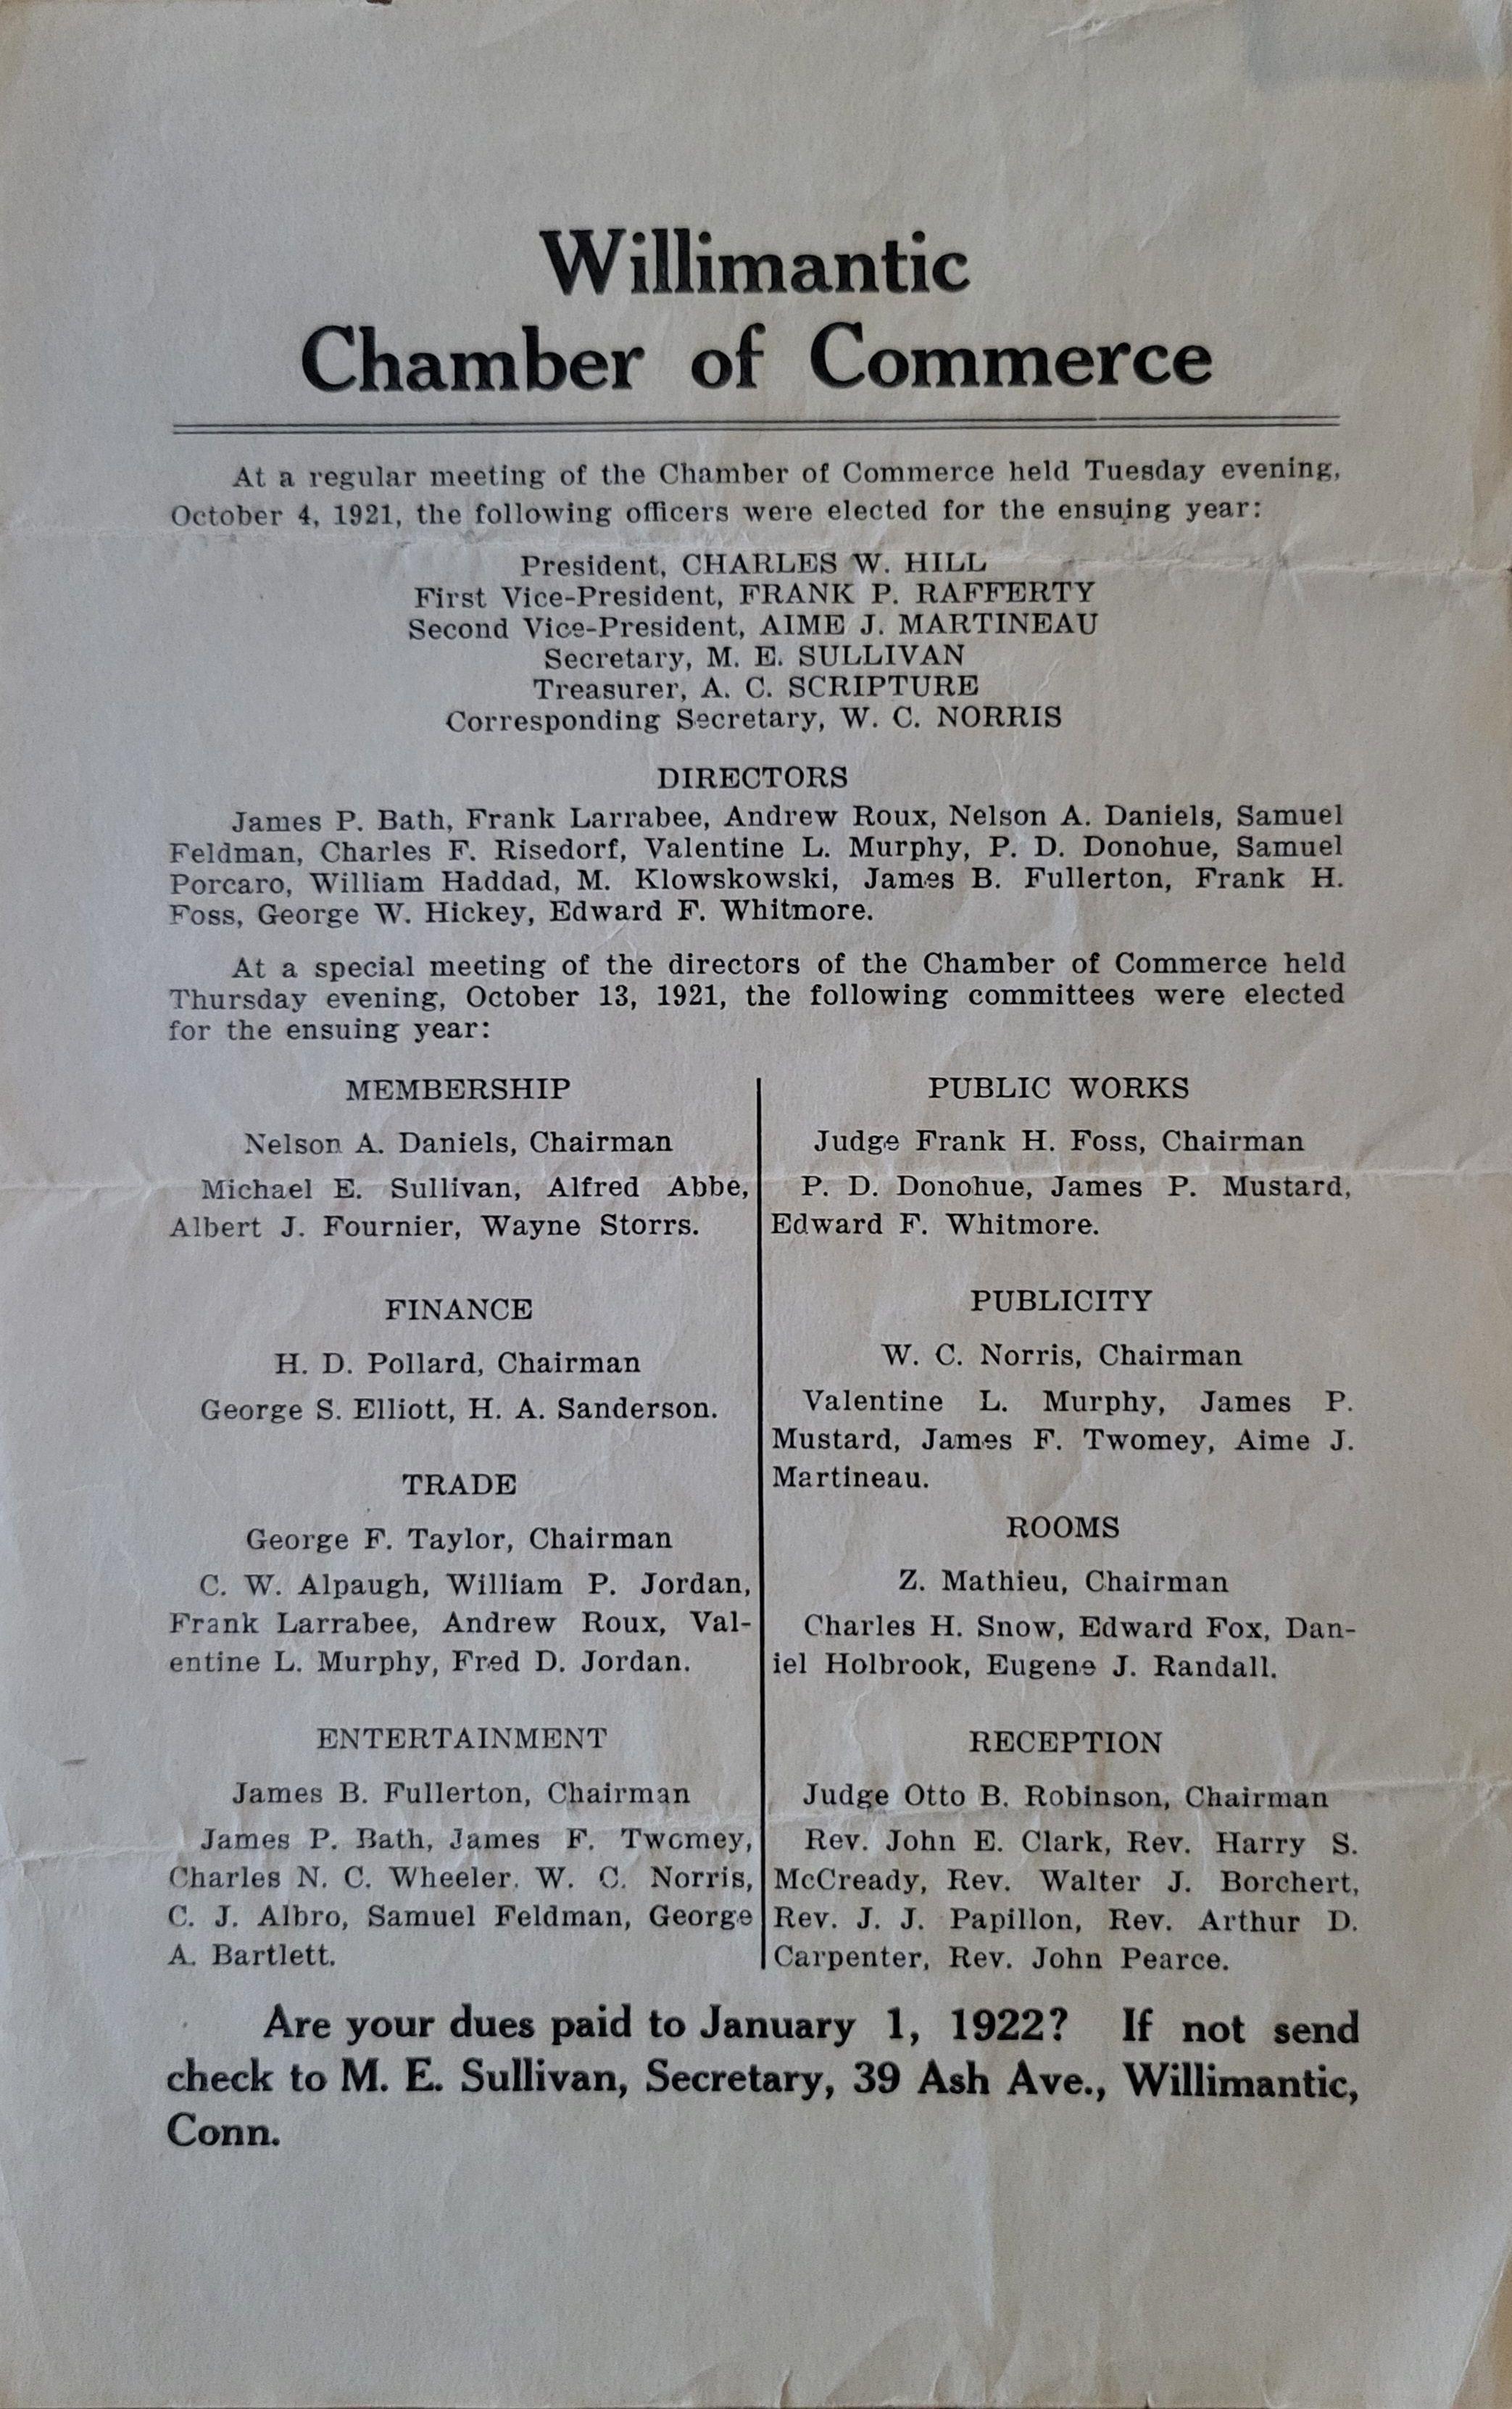 Willimantic
Chamber of Commerce
At a regular meeting of the Chamber of Commerce held Tuesday evening,
October 4, 1921, the following officers were elected for the ensuing year:
President, CHARLES W. HILL
First Vice-President, FRANK P. RAFFERTY
Second Vice-President, AIME J. MARTINEAU
Secretary, M. E. SULLIVAN
Treasurer, A. C. SCRIPTURE
Corresponding Secretary, W. C. NORRIS
DIRECTORS
James P. Bath, Frank Larrabee, Andrew Roux, Nelson A. Daniels, Samuel
Feldman, Charles F. Risedorf, Valentine L. Murphy, P. D. Donohue, Samuel
Porcaro, William Haddad, M. Klowskowski, James B. Fullerton, Frank H.
Foss, George W. Hickey, Edward F. Whitmore.
At a special meeting of the directors of the Chamber of Commerce held
Thursday evening, October 13, 1921, the following committees were elected
for the ensuing year:
MEMBERSHIP
Nelson A. Daniels, Chairman
Michael E. Sullivan, Alfred Abbe,
Albert J. Fournier, Wayne Storrs.
FINANCE
H. D. Pollard, Chairman
George S. Elliott, H. A. Sanderson.
TRADE
George F. Taylor, Chairman
C. W. Alpaugh, William P. Jordan,
Frank Larrabee, Andrew Roux, Val-
entine L. Murphy, Fred D. Jordan.
ENTERTAINMENT
James B. Fullerton, Chairman
James P. Bath, James F. Twomey,
Charles N. C. Wheeler, W. C. Norris,
C. J. Albro, Samuel Feldman, George
A. Bartlett.
PUBLIC WORKS
Judge Frank H. Foss, Chairman
P. D. Donohue, James P. Mustard,
Edward F. Whitmore.
PUBLICITY
W. C. Norris, Chairman
Valentine L. Murphy, James P.
Mustard, James F. Twomey, Aime J.
Martineau.
ROOMS
Z. Mathieu, Chairman
Charles H. Snow, Edward Fox, Dan-
iel Holbrook, Eugene J. Randall.
RECEPTION
Judge Otto B. Robinson, Chairman
Rev. John E. Clark, Rev. Harry S.
McCready, Rev. Walter J. Borchert,
Rev. J. J. Papillon, Rev. Arthur D.
Carpenter, Rev. John Pearce.
Are your dues paid to January 1, 1922? If not send
check to M. E. Sullivan, Secretary, 39 Ash Ave., Willimantic,
Conn.